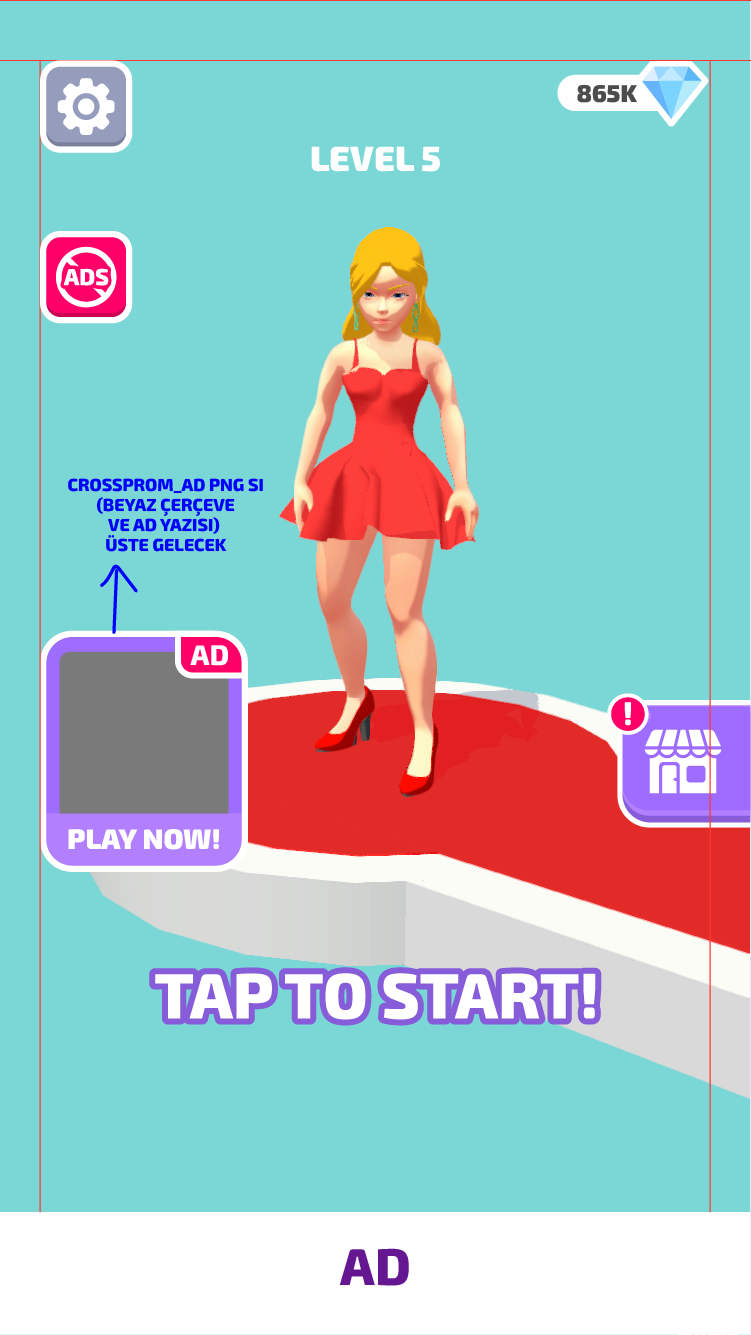 865K
LEVEL 5
ADS
CROSSPROM_AD PNG SI
(BEYAZ ÇERÇEVE
VE AD YAZISI)
ÜSTE GELECEK
AD
!
PLAY NOW!
TAP TO START!
AD